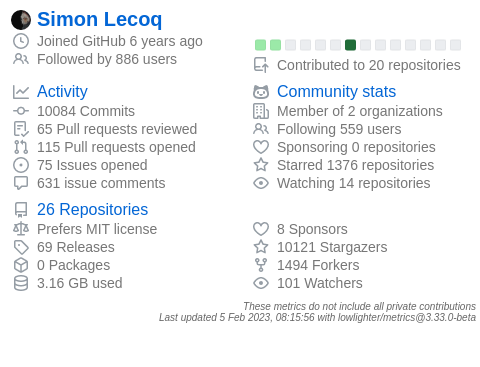 Simon Lecoq
Joined GitHub 6 years ago
Followed by 886 users
Contributed to 20 repositories
Activity
10084 Commits
65 Pull requests reviewed
115 Pull requests opened
75 Issues opened
631 issue comments
Community stats
Member of 2 organizations
Following 559 users
Sponsoring 0 repositories
Starred 1376 repositories
Watching 14 repositories
26 Repositories
Prefers MIT license
69 Releases
0 Packages
3.16 GB used
8 Sponsors
10121 Stargazers
1494 Forkers
101 Watchers
These metrics do not include all private contributions
Last updated 5 Feb 2023, 08:15:56 with lowlighter/metrics@3.33.0-beta